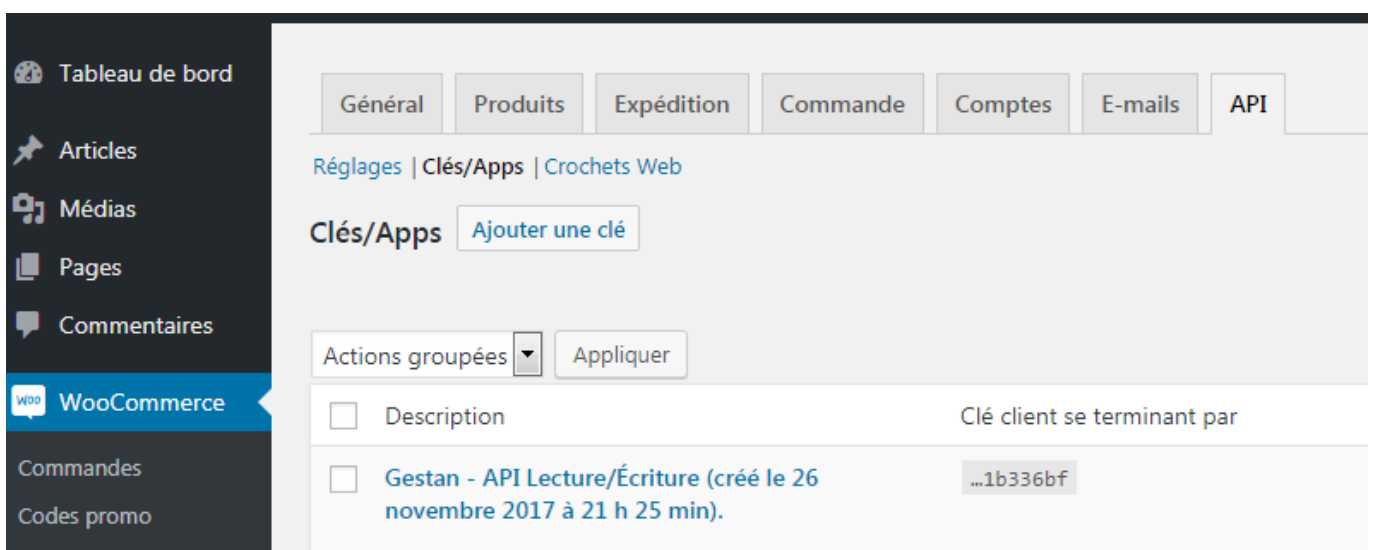 Tableau de bord
Articles
Médias
Pages
Commentaires
WOO WooCommerce
Commandes
Codes promo
Général Produits Expédition Commande Comptes E-mails API
Réglages | Clés/Apps | Crochets Web
Clés/Apps Ajouter une clé
Actions groupées Appliquer
Description Clé client se terminant par
Gestan - API Lecture/Écriture (créé le 26 …1b336bf
novembre 2017 à 21 h 25 min).